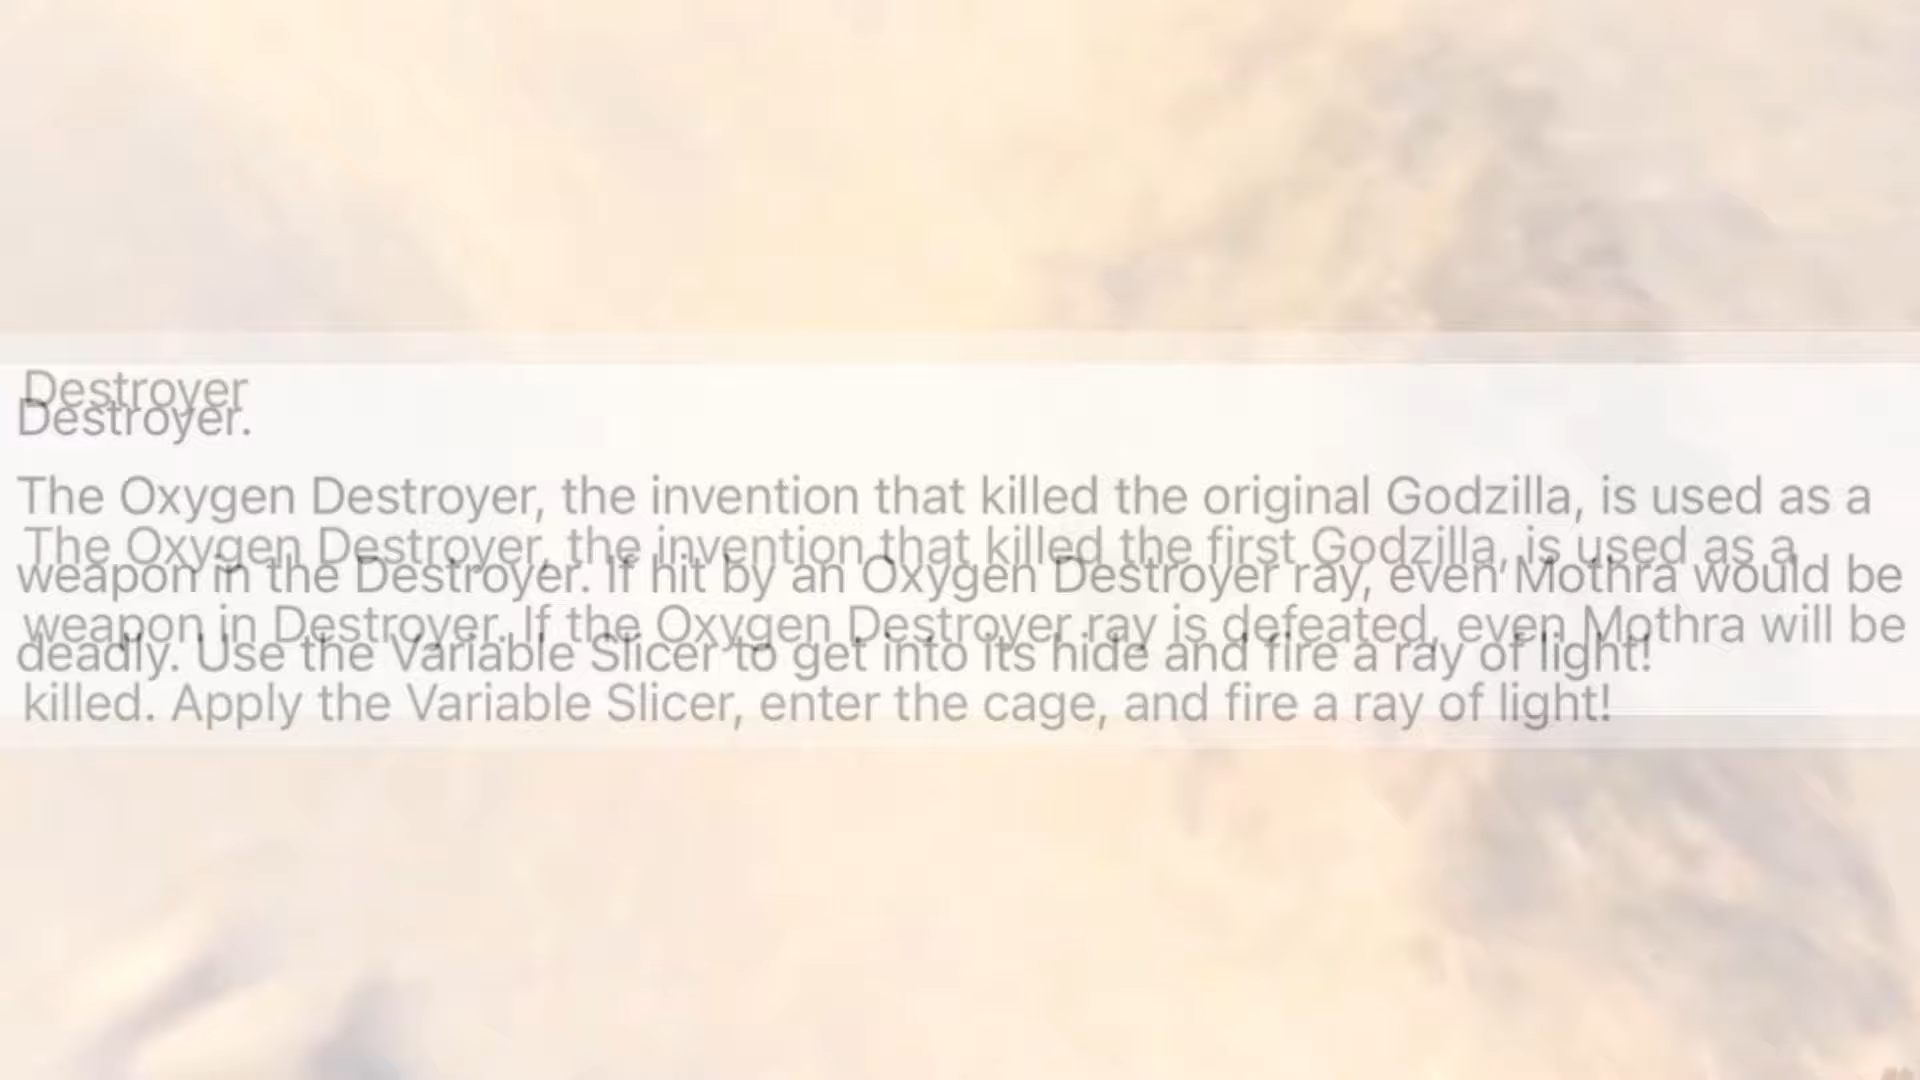 Destroyer
Destroyer.
The Oxygen Destroyer, the invention that killed the original Godzilla, is used as a
The Oxygen Destroyer, the invention that killed the first Godzilla, is used as a
weapon in the Destroyer. If hit by an Oxygen Destroyer ray, even Mothra would be
weapon in Destroyer. If the Oxygen Destroyer ray is defeated, even Mothra will be
deadly. Use the Variable Slicer to get into its hide and fire a ray of light!
killed. Apply the Variable Slicer, enter the cage, and fire a ray of light!